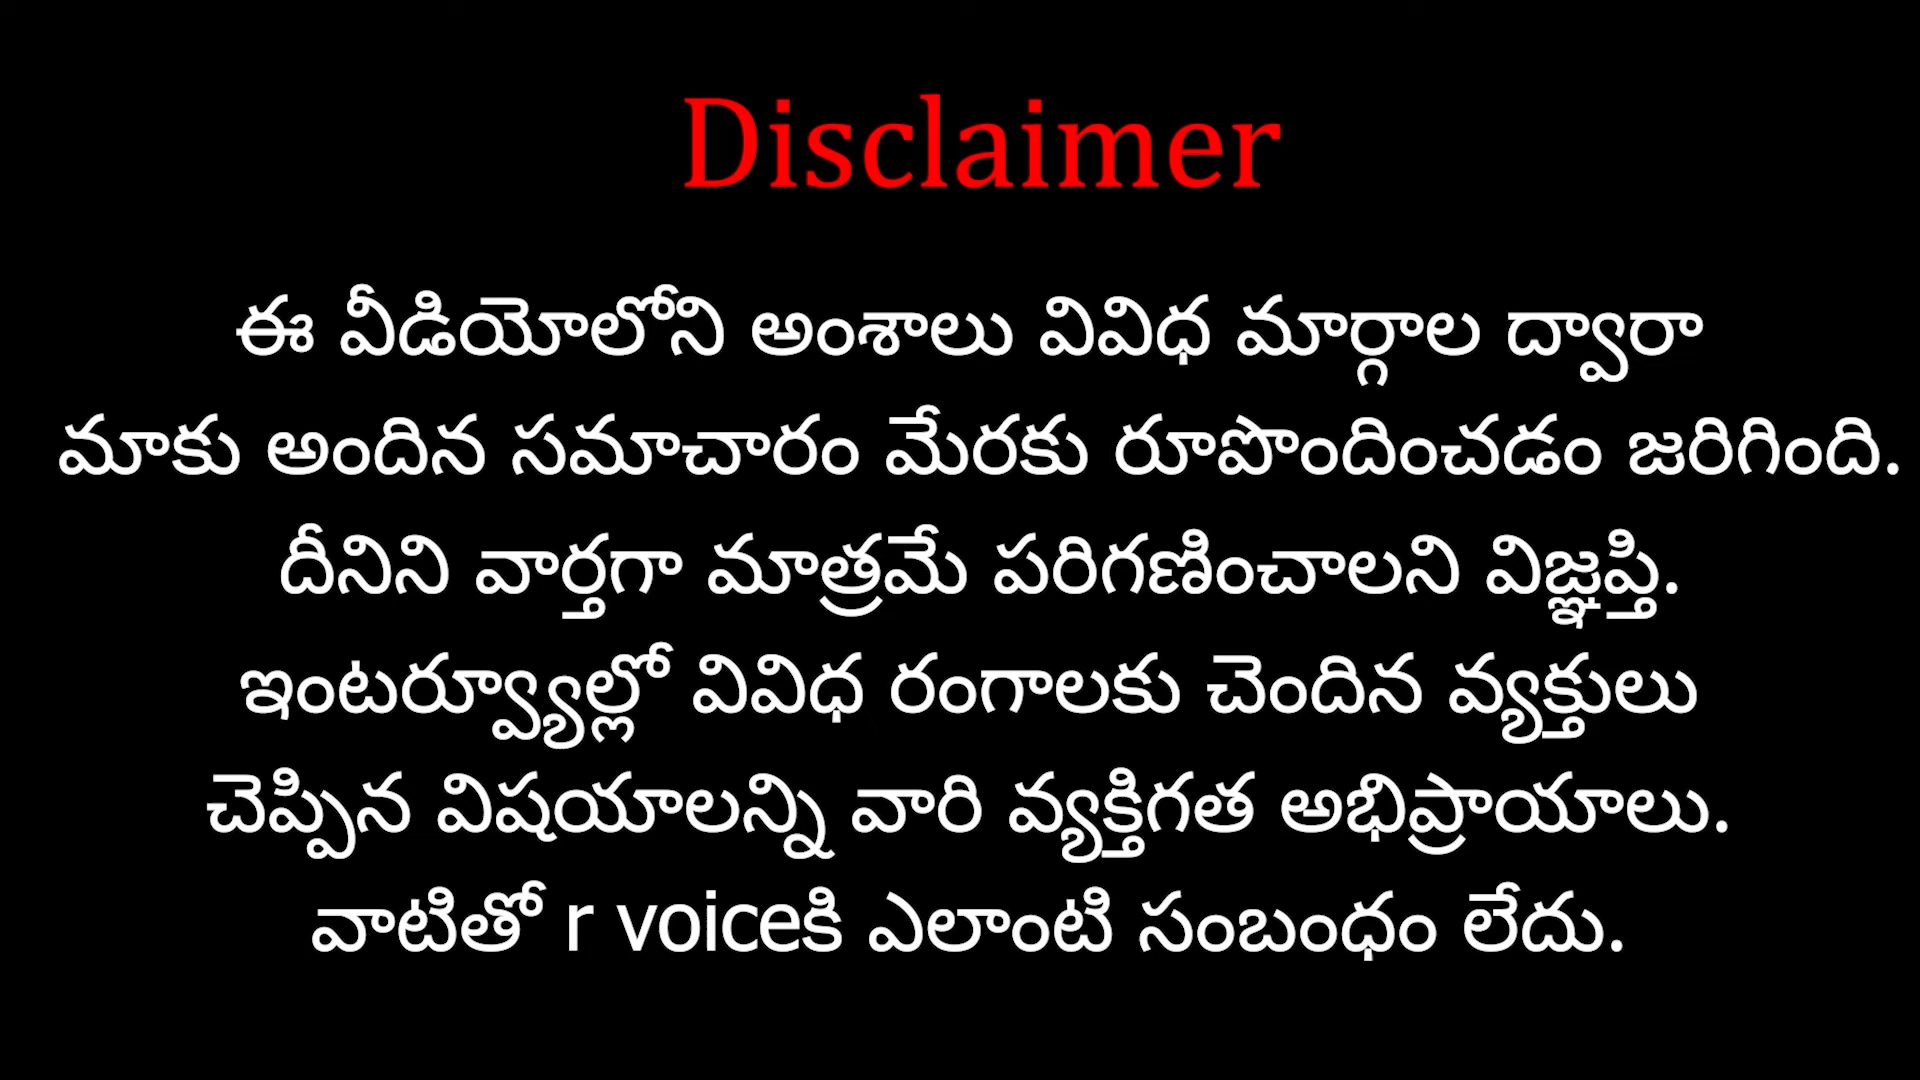 Disclaimer
ఈ వీడియోలోని అంశాలు వివిధ మార్గాల ద్వారా
మాకు అందిన సమాచారం మేరకు రూపొందించడం జరిగింది.
దీనిని వార్తగా మాత్రమే పరిగణించాలని విజ్ఞప్తి.
ఇంటర్వ్యూల్లో వివిధ రంగాలకు చెందిన వ్యక్తులు
చెప్పిన విషయాలన్ని వారి వ్యక్తిగత అభిప్రాయాలు.
వాటితో r voiceకి ఎలాంటి సంబంధం లేదు.